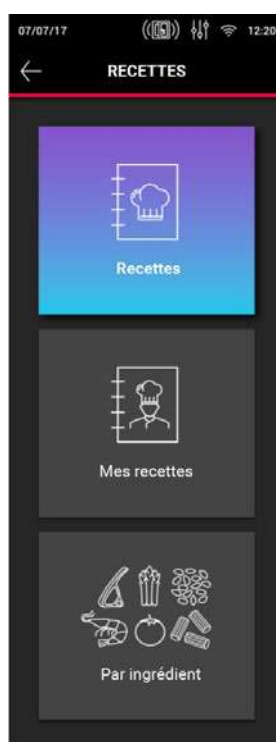 07/07/17 12:20
RECETTES
Recettes
Mes recettes
Par ingrédient